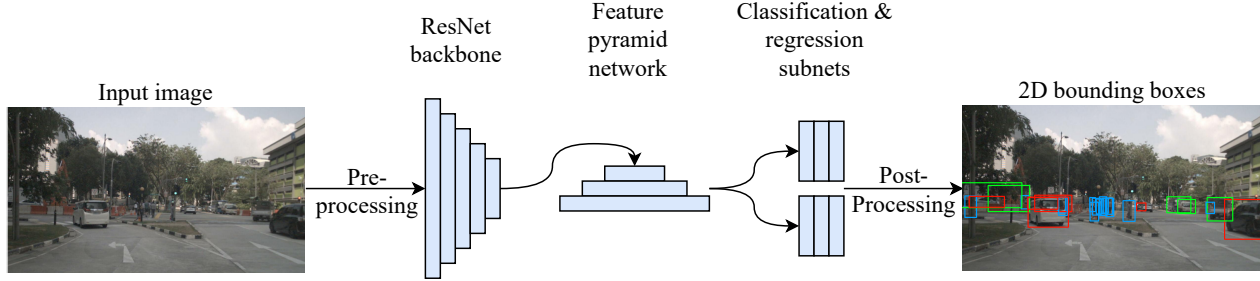 Input image
Pre-
processing
ResNet
backbone
Feature
pyramid
network
Classification &
regression
subnets
Post-
Processing
2D bounding boxes